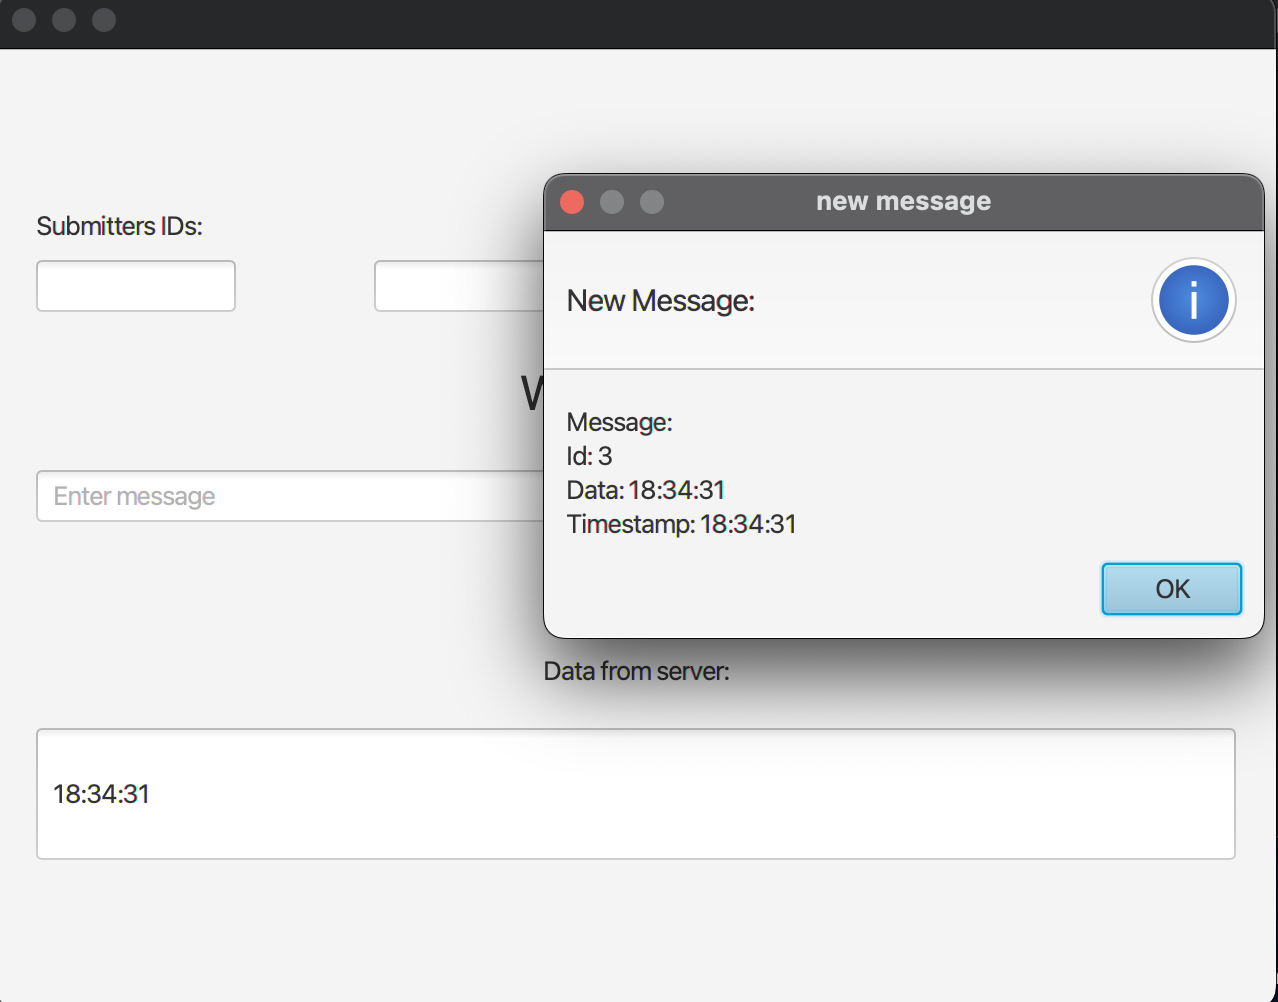 new message
Submitters IDs:
New Message:
Message:
Id: 3
Data: 18:34:31
Timestamp: 18:34:31
Enter message
OK
Data from server:
18:34:31